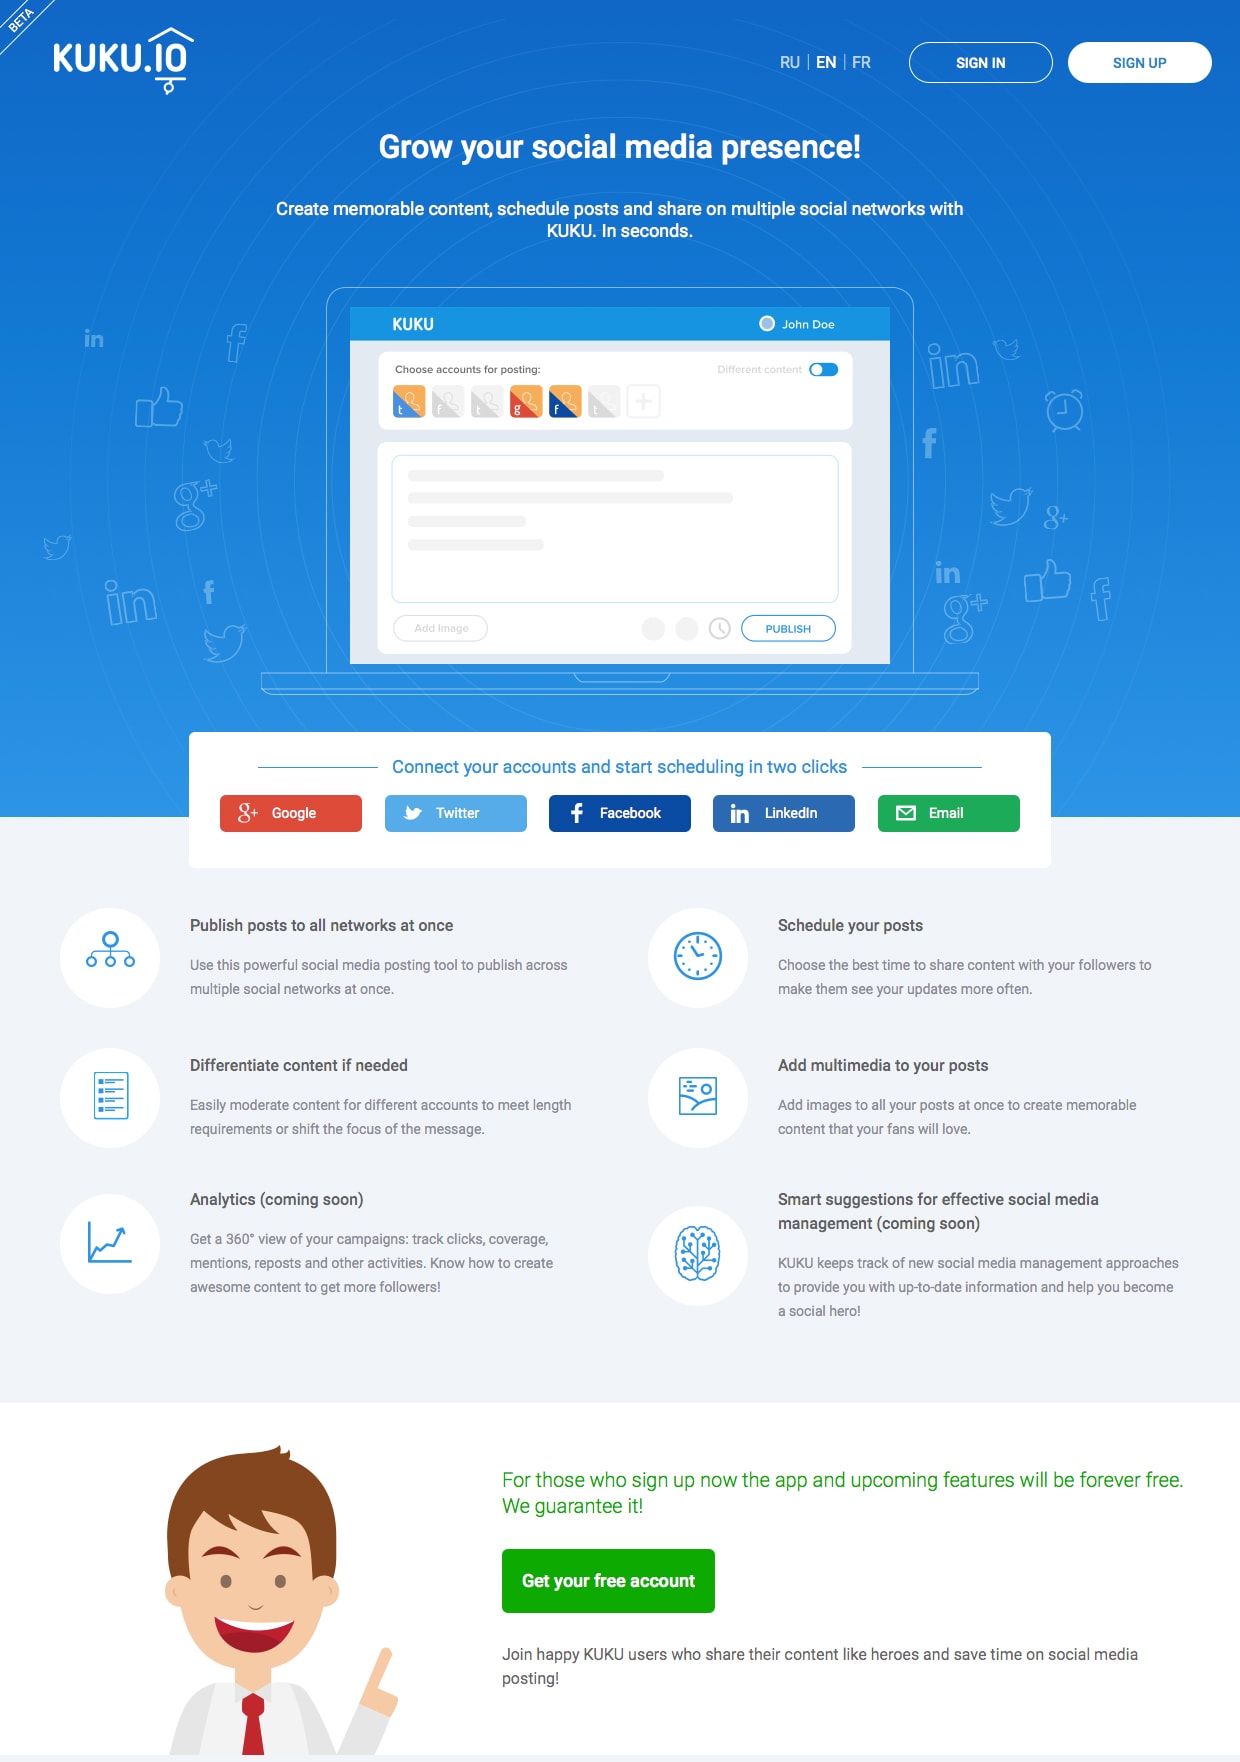 BETA
KUKU.IO
RU | EN | FR
SIGN IN
SIGN UP
Grow your social media presence!
Create memorable content, schedule posts and share on multiple social networks with
KUKU. In seconds.
KUKU
John Doe
Choose accounts for posting:
Different content
Add Image
PUBLISH
Connect your accounts and start scheduling in two clicks
Google
Twitter
Facebook
LinkedIn
Email
Publish posts to all networks at once
Use this powerful social media posting tool to publish across
multiple social networks at once.
Schedule your posts
Choose the best time to share content with your followers to
make them see your updates more often.
Differentiate content if needed
Easily moderate content for different accounts to meet length
requirements or shift the focus of the message.
Add multimedia to your posts
Add images to all your posts at once to create memorable
content that your fans will love.
Analytics (coming soon)
Get a 360° view of your campaigns: track clicks, coverage,
mentions, reposts and other activities. Know how to create
awesome content to get more followers!
Smart suggestions for effective social media
management (coming soon)
KUKU keeps track of new social media management approaches
to provide you with up-to-date information and help you become
a social hero!
For those who sign up now the app and upcoming features will be forever free.
We guarantee it!
Get your free account
Join happy KUKU users who share their content like heroes and save time on social media
posting!